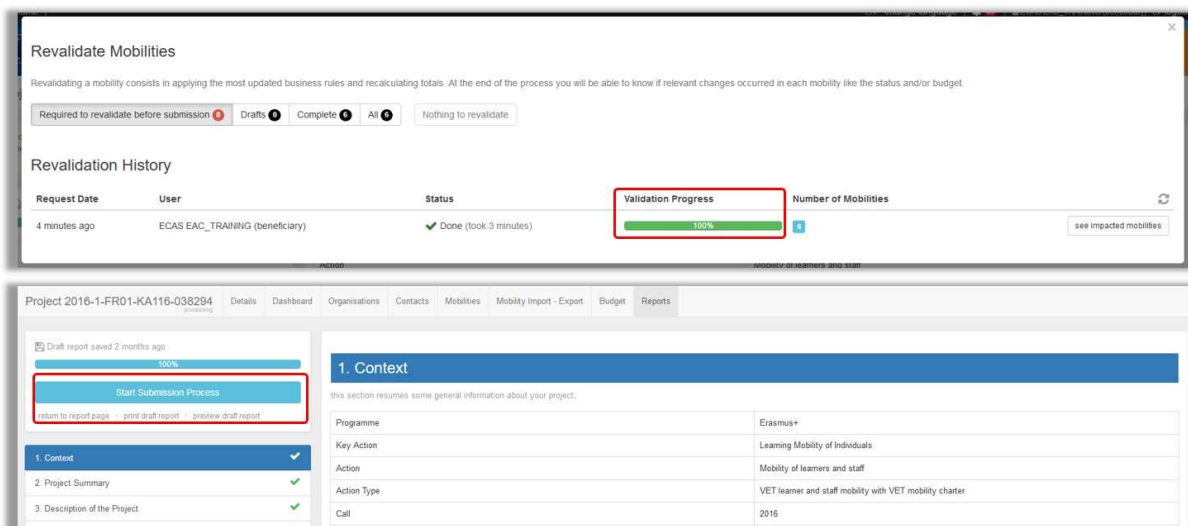 Revalidate Mobilities
Revalidating a mobility consists in applying the most updated business rules and recalculating totals. At the end of the process you will be able to know if relevant changes occurred in each mobility like the status and/or budget.
Required to revalidate before submission 0 Drafts 0 Complete 6 All 6 Nothing to revalidate
Revalidation History
Request Date User Status Validation Progress Number of Mobilities
4 minutes ago ECAS EAC_TRAINING (beneficiary) Done (took 3 minutes) 100% 6 see impacted mobilities
Action Mobility of learners and staff
Project 2016-1-FR01-KA116-038294 Details Dashboard Organisations Contacts Mobilities Mobility Import - Export Budget Reports
processing
Draft report saved 2 months ago
100%
Start Submission Process
return to report page - print draft report - preview draft report
1. Context
2. Project Summary
3. Description of the Project
1. Context
this section resumes some general information about your project;
Programme Erasmus+
Key Action Learning Mobility of Individuals
Action Mobility of learners and staff
Action Type VET learner and staff mobility with VET mobility charter
Call 2016